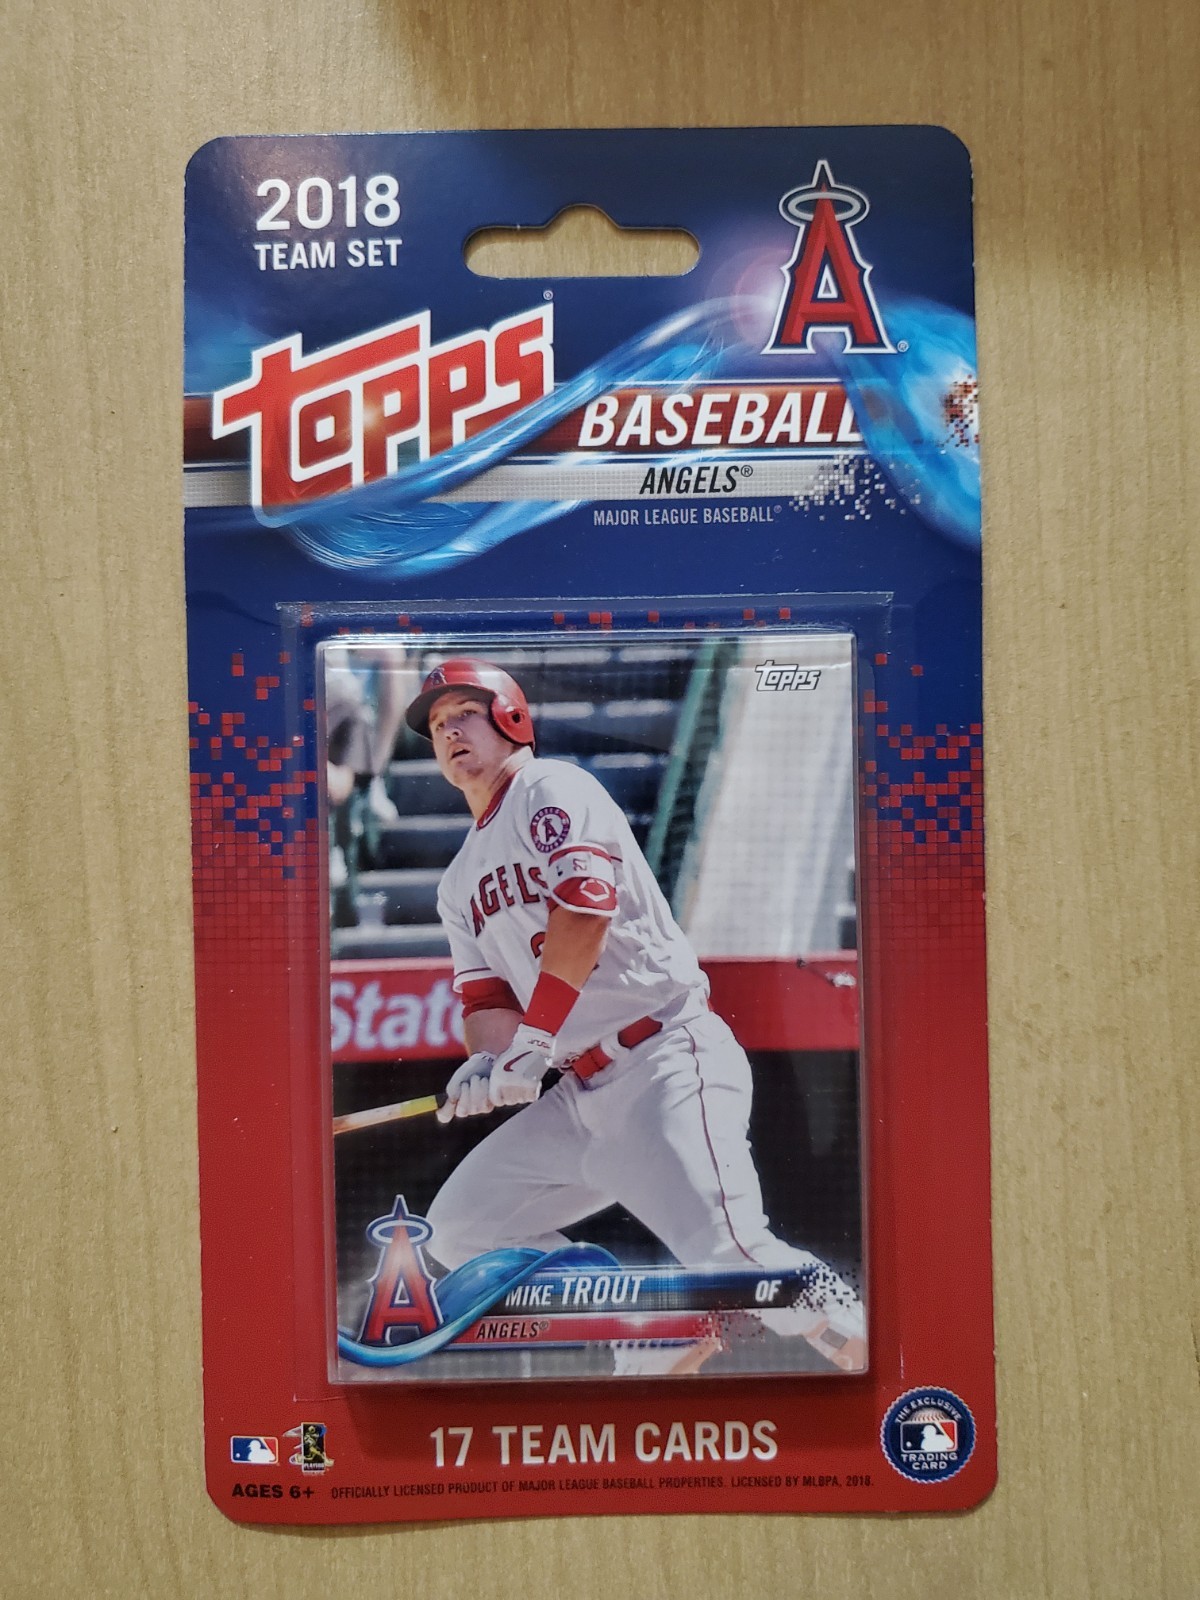 2018
TEAM SET
A
®
Topps®
BASEBALL
ANGELS®
MAJOR LEAGUE BASEBALL®
Topps
A
ANGELS
State
A
MIKE TROUT OF
ANGELS®
17 TEAM CARDS
THE EXCLUSIVE
TRADING
CARD
AGES 6+ OFFICIALLY LICENSED PRODUCT OF MAJOR LEAGUE BASEBALL PROPERTIES. LICENSED BY MLBPA, 2018.